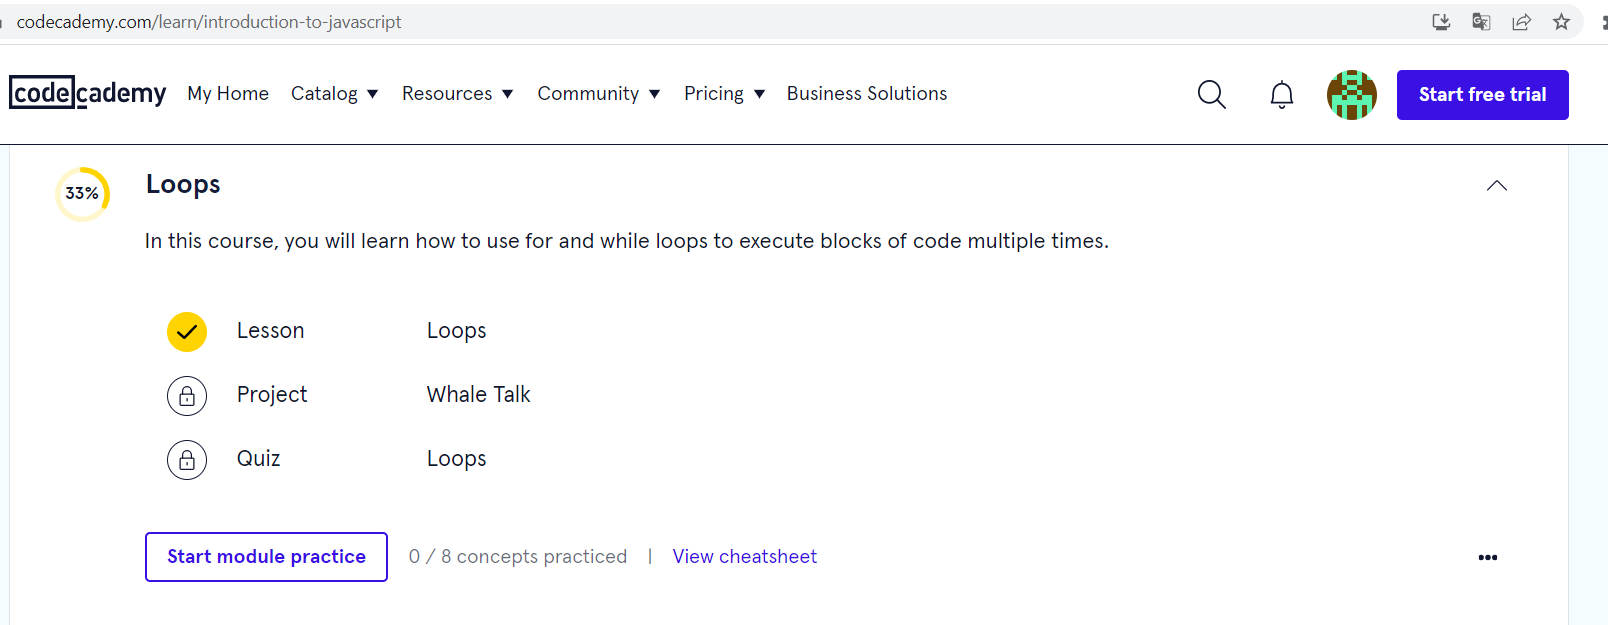 codecademy.com/learn/introduction-to-javascript
codecademy My Home Catalog Resources Community Pricing Business Solutions Start free trial
33% Loops
In this course, you will learn how to use for and while loops to execute blocks of code multiple times.
Lesson Loops
Project Whale Talk
Quiz Loops
Start module practice 0 / 8 concepts practiced | View cheatsheet